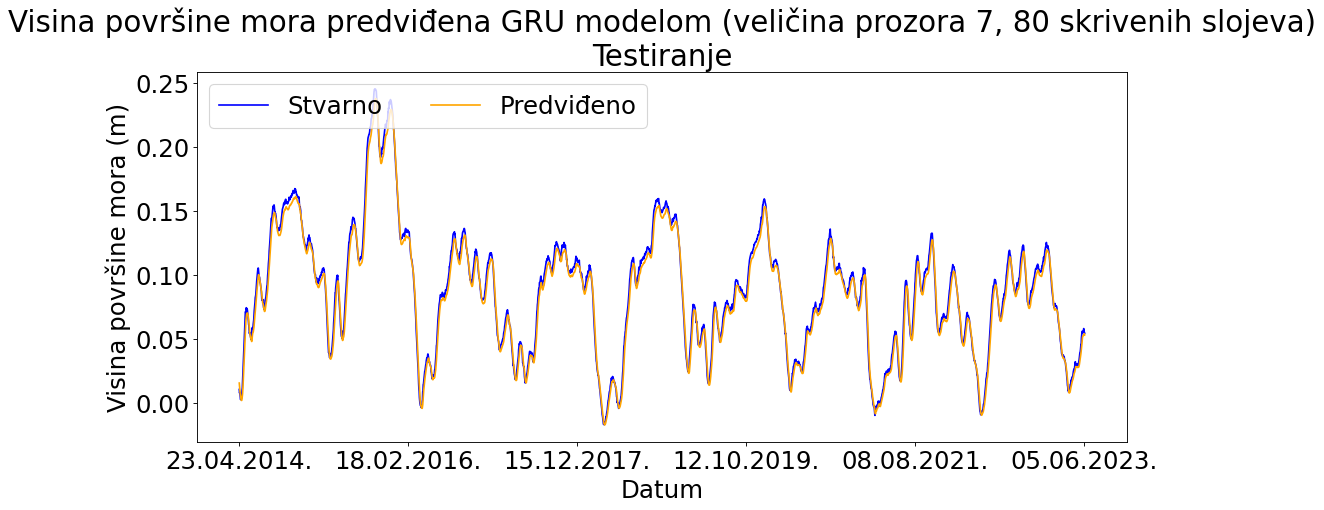 Visina površine mora predviđena GRU modelom (veličina prozora 7, 80 skrivenih slojeva)
Testiranje
Stvarno Predviđeno
Visina površine mora (m)
0.25
0.20
0.15
0.10
0.05
0.00
23.04.2014. 18.02.2016. 15.12.2017. 12.10.2019. 08.08.2021. 05.06.2023.
Datum